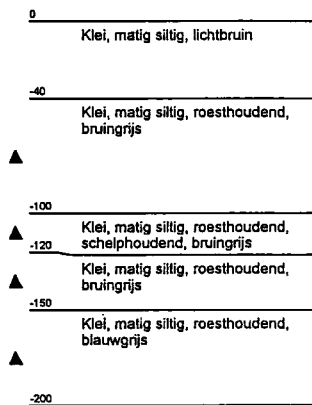 0
Klei, matig siltig, lichtbruin
-40
Klei, matig siltig, roesthoudend,
bruingrijs
-100
Klei, matig siltig, roesthoudend,
schelphoudend, bruingrijs
-120
Klei, matig siltig, roesthoudend,
bruingrijs
-150
Klei, matig siltig, roesthoudend,
blauwgrijs
-200